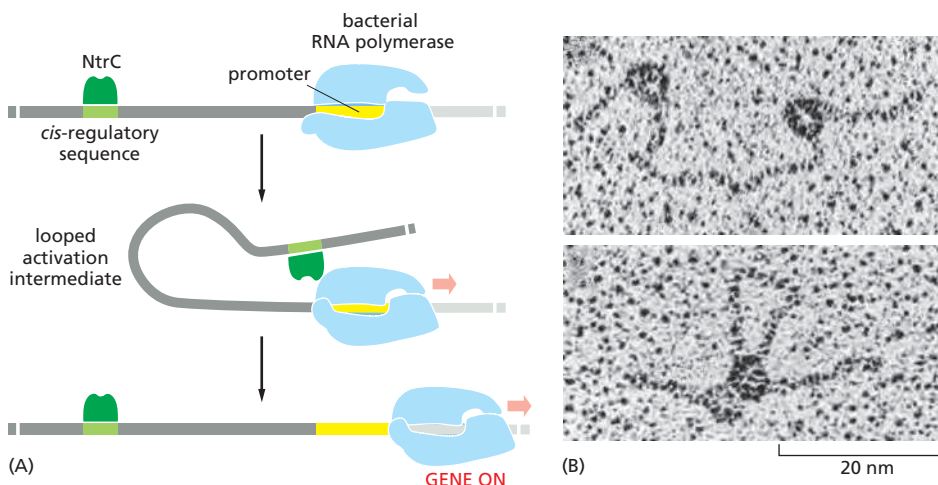 bacterial
RNA polymerase
NtrC
promoter
cis-regulatory
sequence
looped
activation
intermediate
(A)
GENE ON
(B)
20 nm